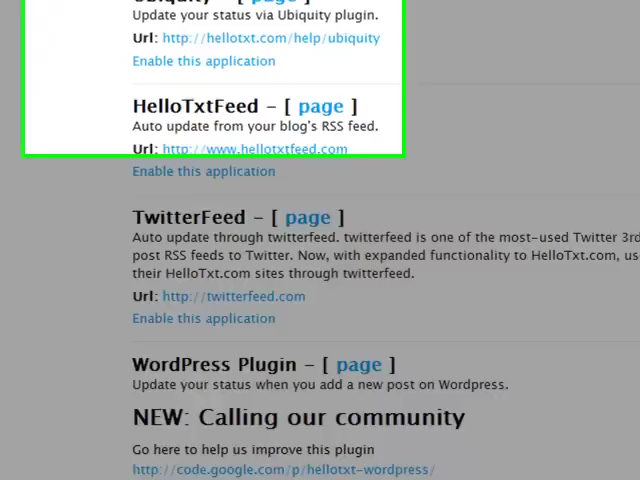 Ubiquity – [ page ]
Update your status via Ubiquity plugin.
Url: http://hellotxt.com/help/ubiquity
Enable this application
HelloTxtFeed – [ page ]
Auto update from your blog's RSS feed.
Url: http://www.hellotxtfeed.com
Enable this application
TwitterFeed – [ page ]
Auto update through twitterfeed. twitterfeed is one of the most-used Twitter 3rd
post RSS feeds to Twitter. Now, with expanded functionality to HelloTxt.com, us
their HelloTxt.com sites through twitterfeed.
Url: http://twitterfeed.com
Enable this application
WordPress Plugin – [ page ]
Update your status when you add a new post on Wordpress.
NEW: Calling our community
Go here to help us improve this plugin
http://code.google.com/p/hellotxt-wordpress/